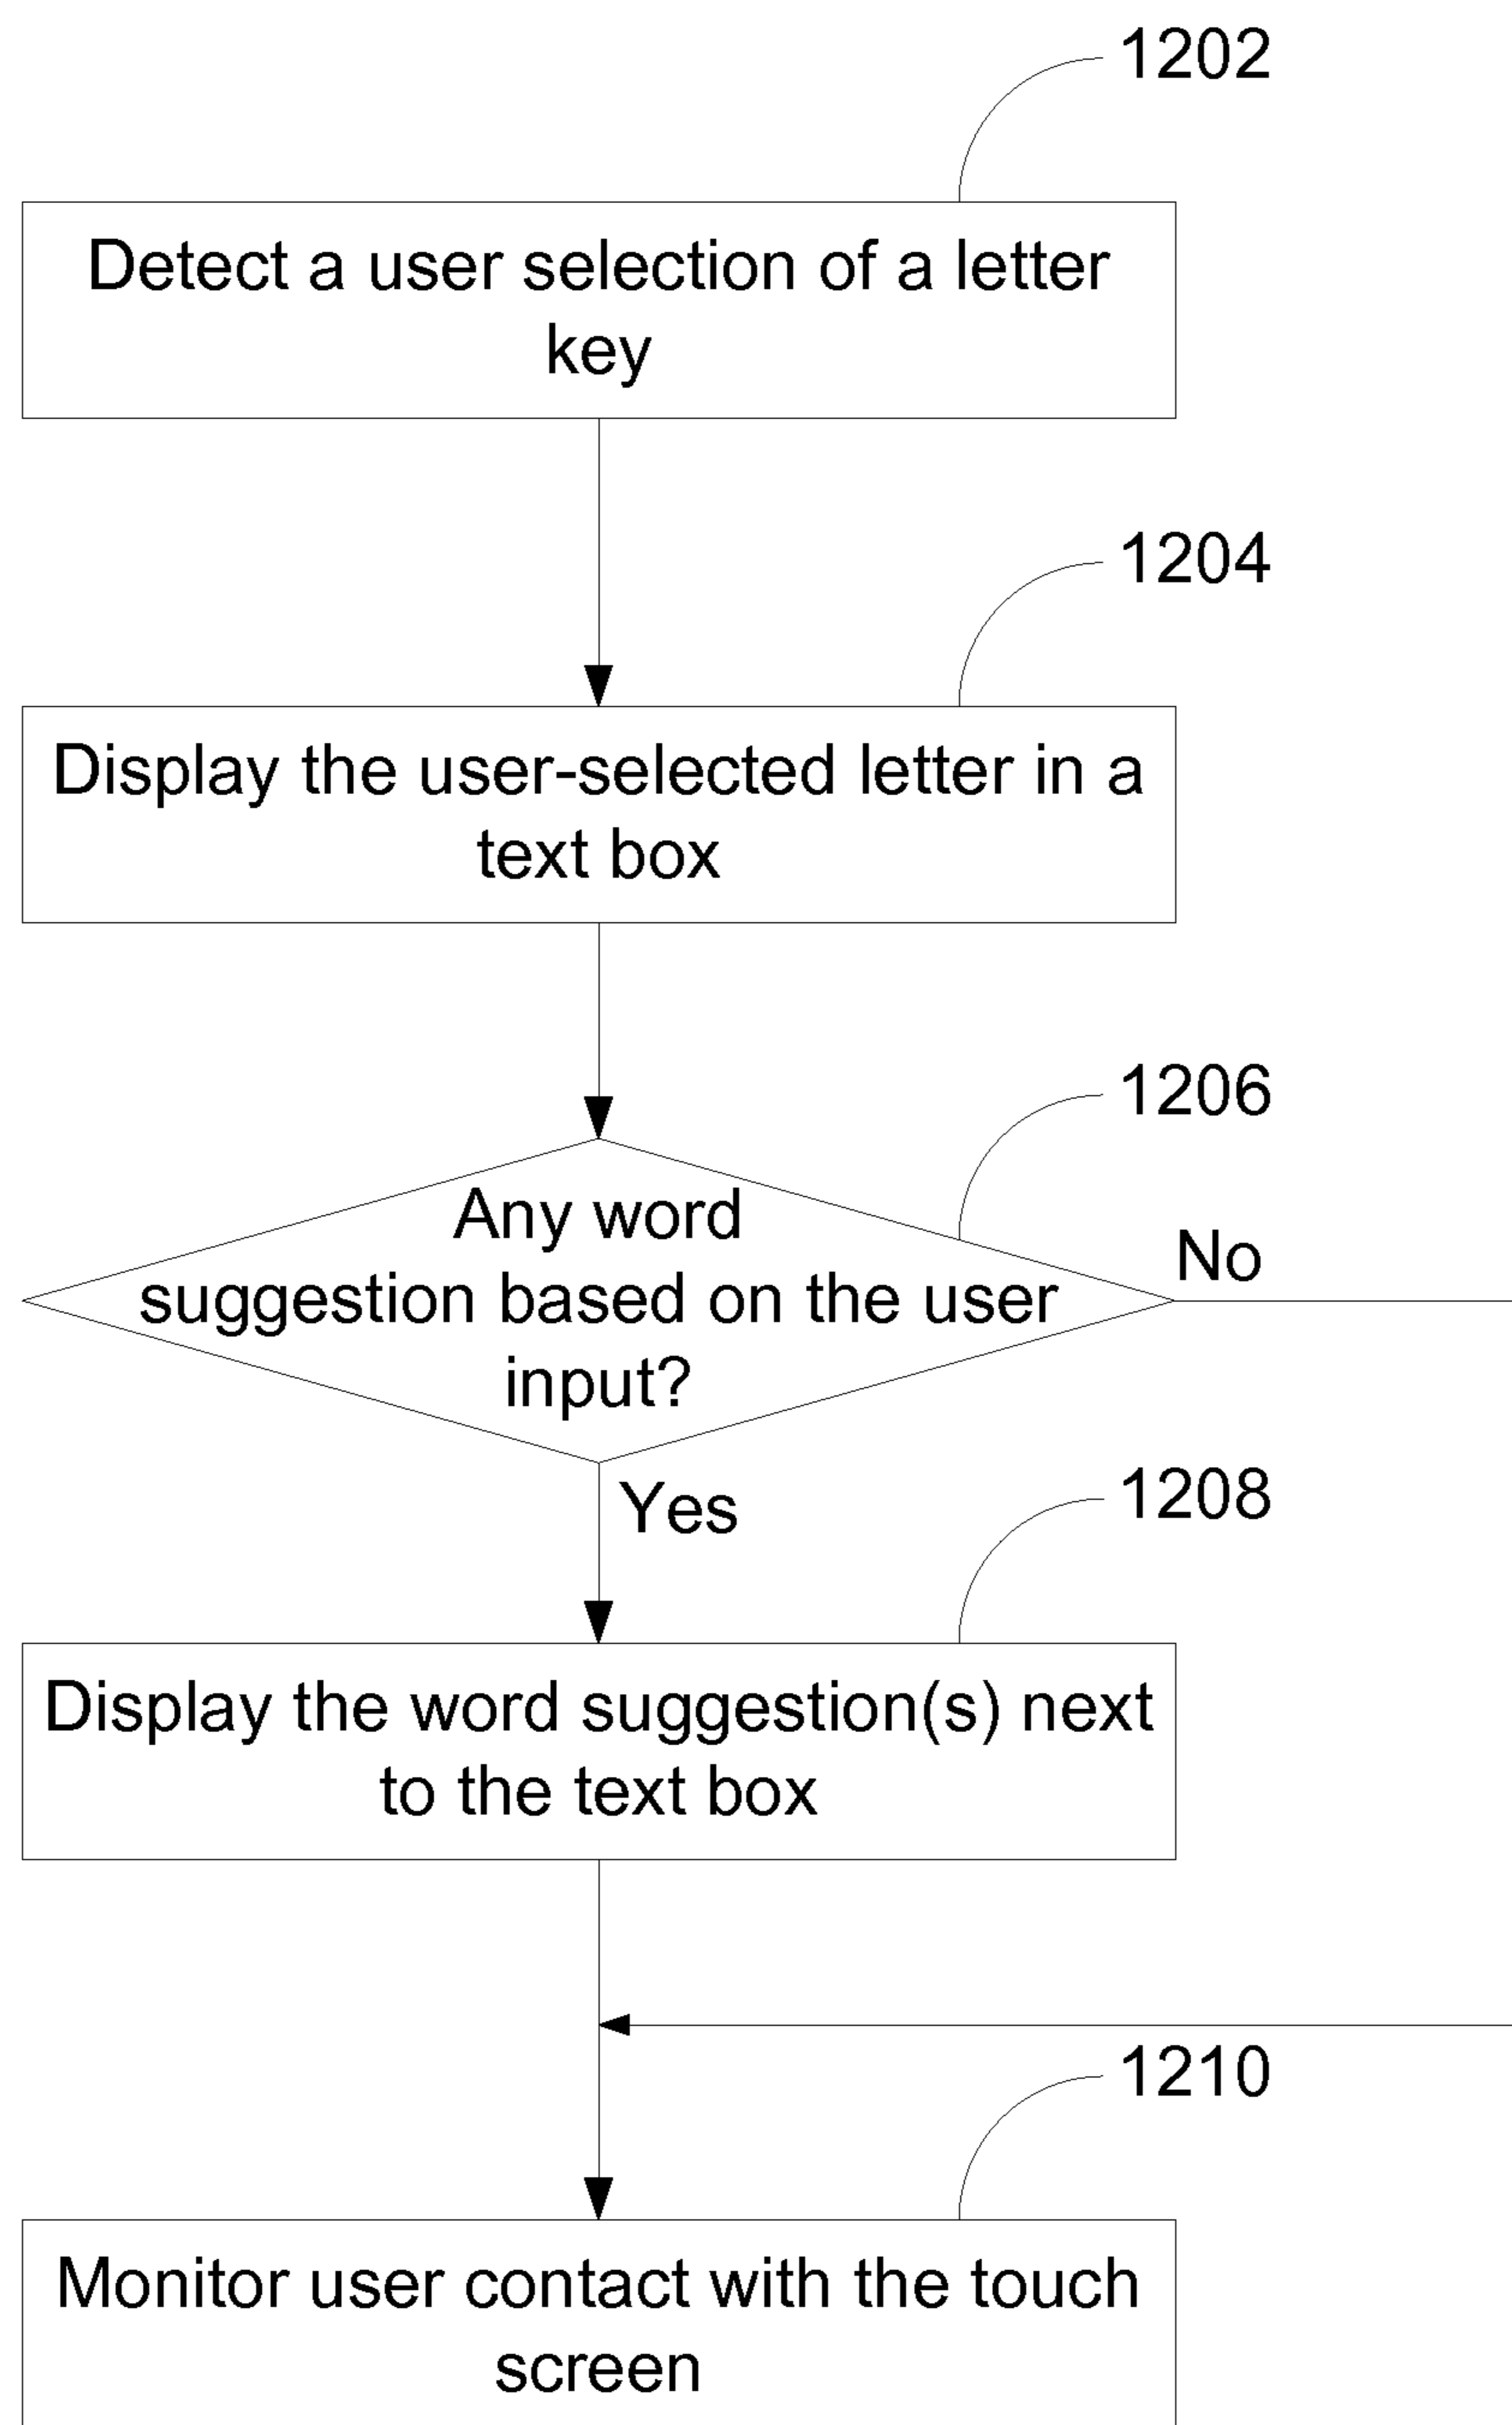 1202
Detect a user selection of a letter
key
1204
Display the user-selected letter in a
text box
1206
Any word
suggestion based on the user
input?
No
Yes
1208
Display the word suggestion(s) next
to the text box
1210
Monitor user contact with the touch
screen